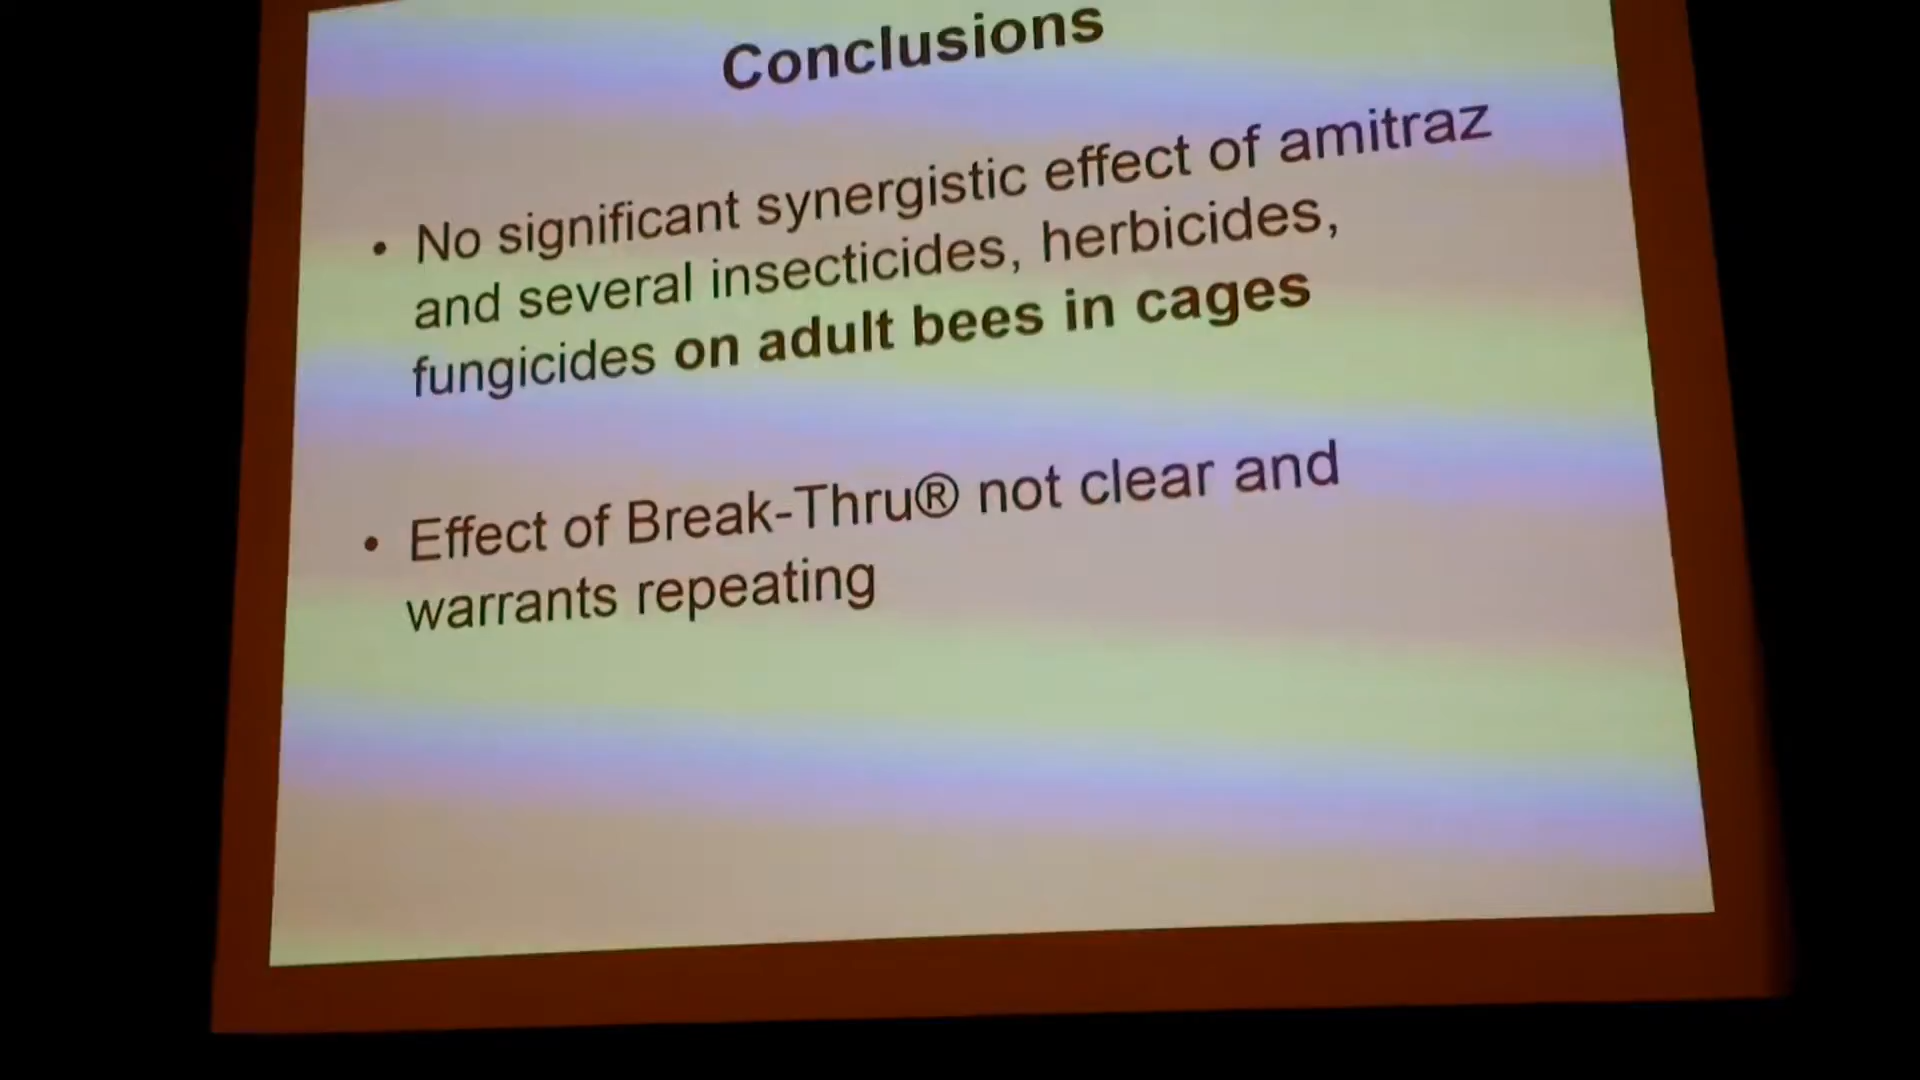 Conclusions
• No significant synergistic effect of amitraz
and several insecticides, herbicides,
fungicides on adult bees in cages
• Effect of Break-Thru® not clear and
warrants repeating